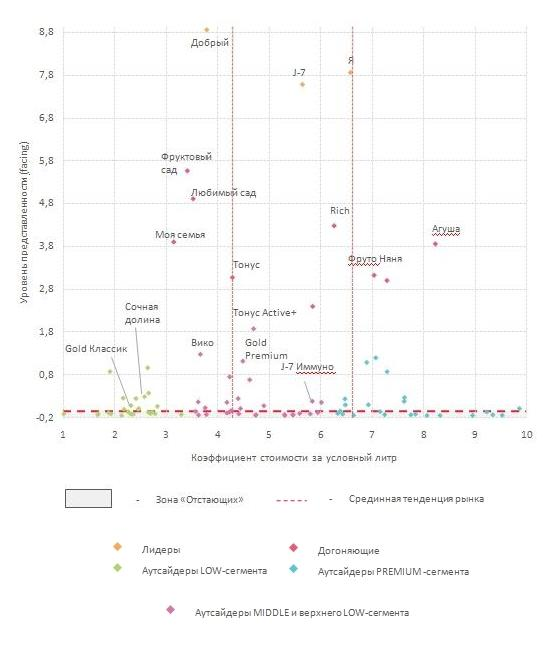 8,8
Добрый
Я
7,8
J-7
6,8
5,8
Фруктовый
сад
Любимый сад
4,8
Rich
Агуша
Моя семья
3,8
Фруто Няня
Тонус
2,8
Сочная
долина
Тонус Active+
1,8
Gold Классик
Вико
Gold
Premium
J-7 Иммуно
0,8
-0,2
Уровень представленности (facing)
1 2 3 4 5 6 7 8 9 10
Коэффициент стоимости за условный литр
- Зона «Отстающих» - Срединная тенденция рынка
Лидеры Догоняющие
Аутсайдеры LOW-сегмента Аутсайдеры PREMIUM-сегмента
Аутсайдеры MIDDLE и верхнего LOW-сегмента